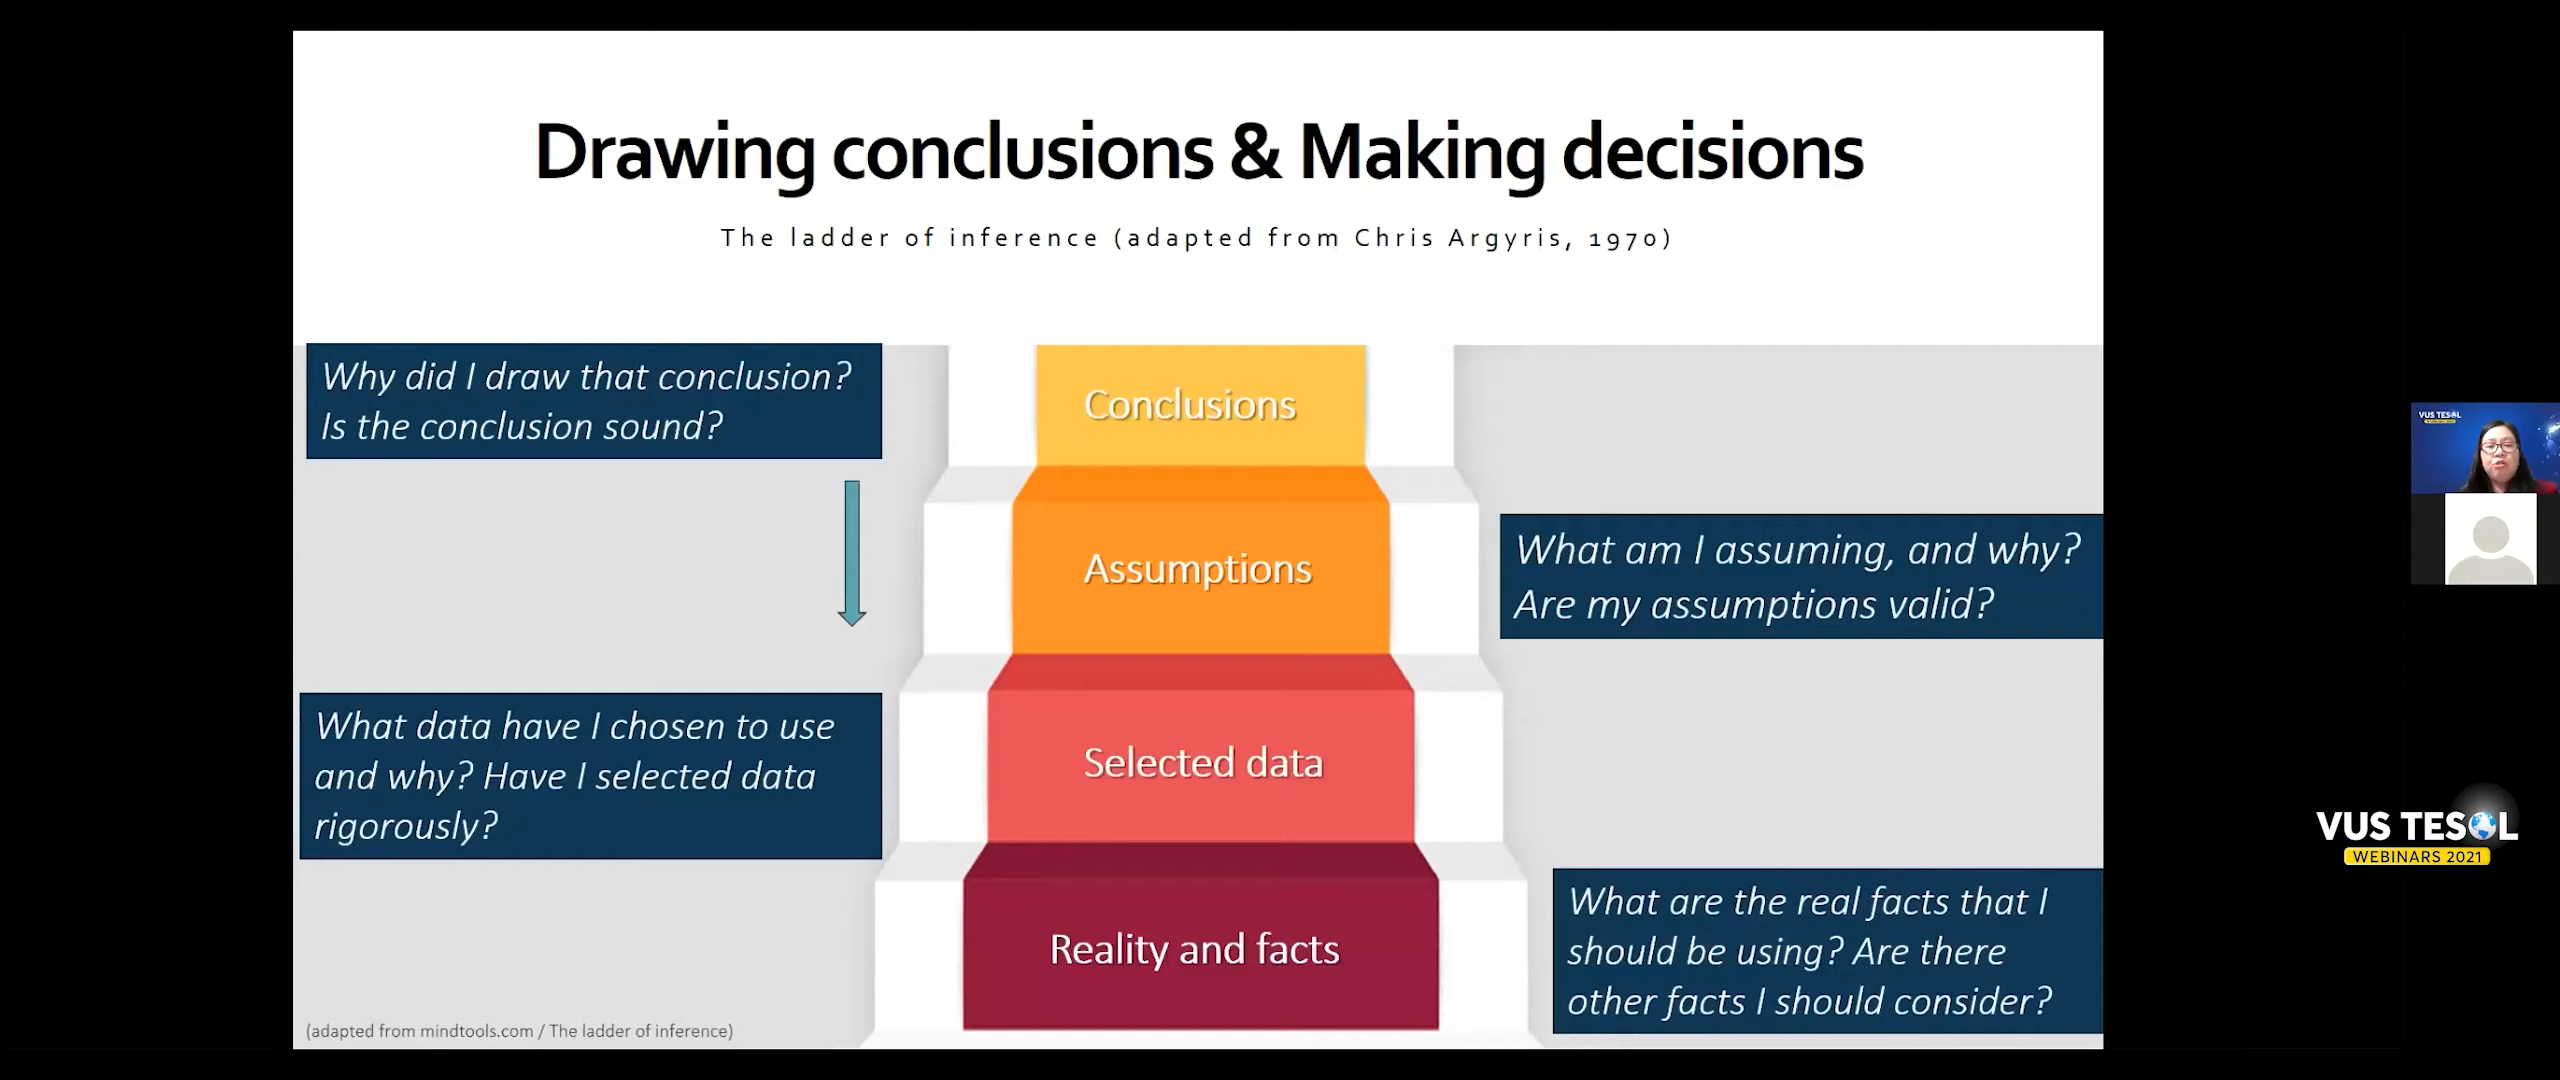 Drawing conclusions & Making decisions
The ladder of inference (adapted from Chris Argyris, 1970)
Why did I draw that conclusion?
Is the conclusion sound?
Conclusions
Assumptions
What am I assuming, and why?
Are my assumptions valid?
What data have I chosen to use
and why? Have I selected data
rigorously?
Selected data
Reality and facts
What are the real facts that I
should be using? Are there
other facts I should consider?
(adapted from mindtools.com / The ladder of inference)
VUS TESOL
VUS TESOL
WEBINARS 2021